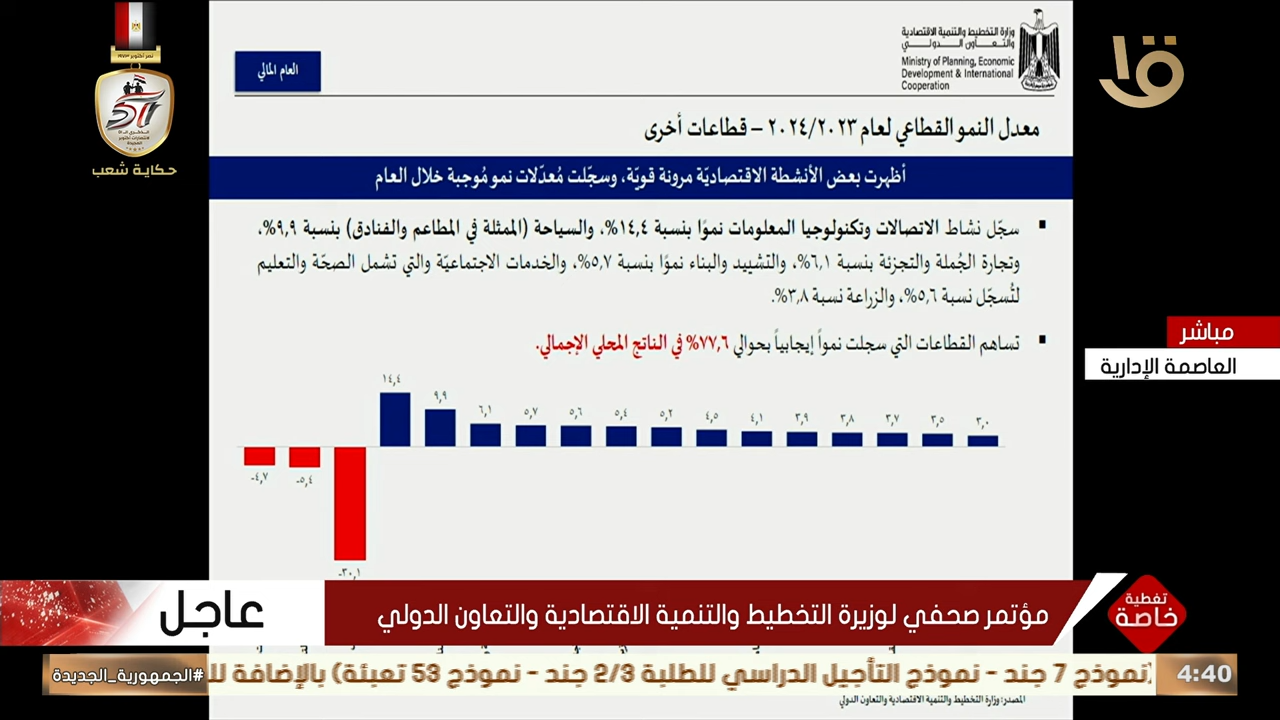 نصر أكتوبر ١٩٧٣
حكاية شعب
وزارة التخطيط والتنمية الاقتصادية
والتعاون الدولي
Ministry of Planning, Economic
Development & International
Cooperation
العام المالي
معدل النمو القطاعي لعام ٢٠٢٤/٢٠٢٣ – قطاعات أخرى
أظهرت بعض الأنشطة الاقتصاديّة مرونة قويّة، وسجّلت مُعدّلات نمو مُوجبة خلال العام
▪ سجّل نشاط الاتصالات وتكنولوجيا المعلومات نموًا بنسبة ١٤,٤%، والسياحة (الممثلة في المطاعم والفنادق) بنسبة ٩,٩%،
وتجارة الجُملة والتجزئة بنسبة ٦,١%، والتشييد والبناء نموًا بنسبة ٥,٧%، والخدمات الاجتماعيّة والتي تشمل الصحّة والتعليم
لتُسجّل نسبة ٥,٦%، والزراعة نسبة ٣,٨%.
▪ تساهم القطاعات التي سجلت نمواً إيجابياً بحوالي ٧٧,٦% في الناتج المحلي الإجمالي.
مباشر
العاصمة الإدارية
١٤,٤
٩,٩
٦,١
٥,٧
٥,٦
٥,٤
٥,٢
٤,٥
٤,١
٣,٩
٣,٨
٣,٧
٣,٥
٣,٠
-٤,٧
-٥,٤
-٣٠,١
تغطية
خاصة
مؤتمر صحفي لوزيرة التخطيط والتنمية الاقتصادية والتعاون الدولي
عاجل
4:40
(نموذج 7 جند - نموذج التأجيل الدراسي للطلبة 2/3 جند - نموذج 53 تعبئة) بالإضافة لل
#الجمهورية_الجديدة
المصدر: وزارة التخطيط والتنمية الاقتصادية والتعاون الدولي